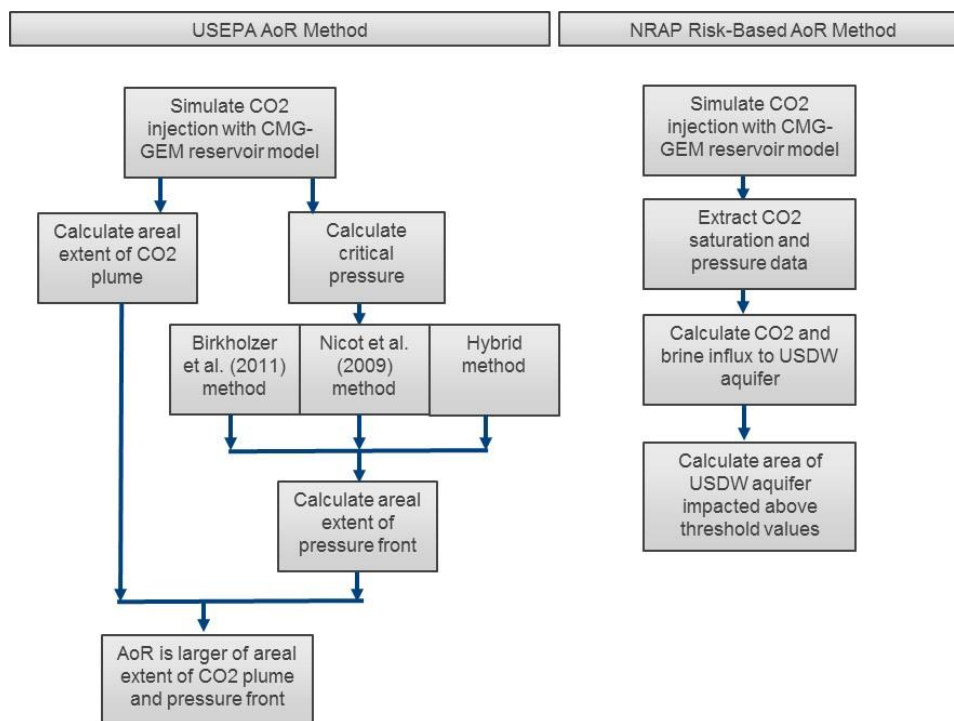 USEPA AoR Method
NRAP Risk-Based AoR Method
Simulate CO2
injection with CMG-
GEM reservoir model
Calculate areal
extent of CO2
plume
Calculate
critical
pressure
Birkholzer
et al. (2011)
method
Nicot et al.
(2009)
method
Hybrid
method
Calculate areal
extent of
pressure front
AoR is larger of areal
extent of CO2 plume
and pressure front
Simulate CO2
injection with CMG-
GEM reservoir model
Extract CO2
saturation and
pressure data
Calculate CO2 and
brine influx to USDW
aquifer
Calculate area of
USDW aquifer
impacted above
threshold values